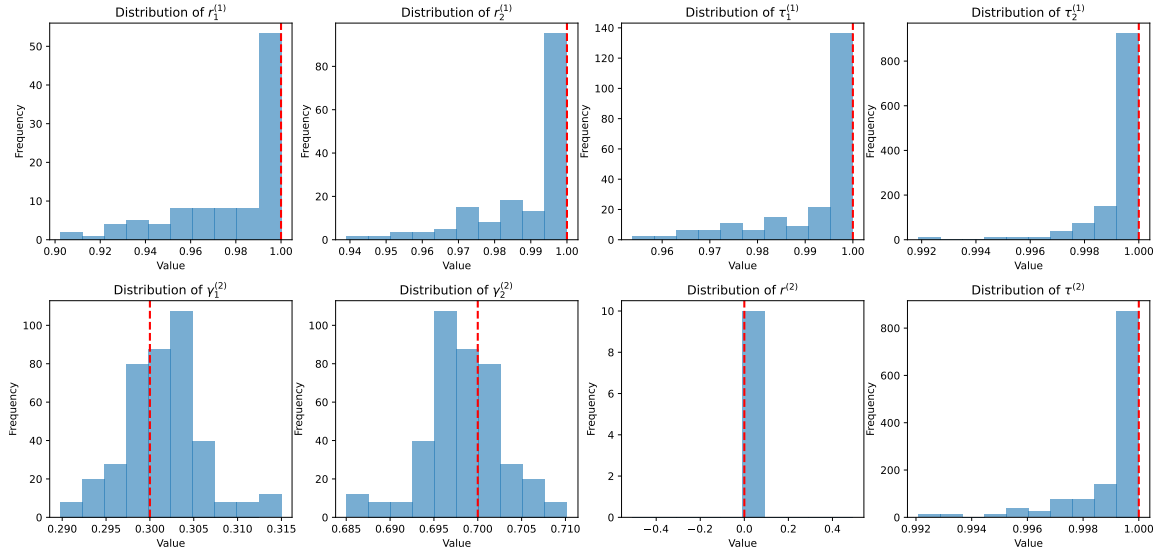 Distribution of r₁⁽¹⁾
Frequency
50
40
30
20
10
0
0.90 0.92 0.94 0.96 0.98 1.00
Value
Distribution of r₂⁽¹⁾
Frequency
80
60
40
20
0
0.94 0.95 0.96 0.97 0.98 0.99 1.00
Value
Distribution of τ₁⁽¹⁾
Frequency
140
120
100
80
60
40
20
0
0.96 0.97 0.98 0.99 1.00
Value
Distribution of τ₂⁽¹⁾
Frequency
800
600
400
200
0
0.992 0.994 0.996 0.998 1.000
Value
Distribution of γ₁⁽²⁾
Frequency
100
80
60
40
20
0
0.290 0.295 0.300 0.305 0.310 0.315
Value
Distribution of γ₂⁽²⁾
Frequency
100
80
60
40
20
0
0.685 0.690 0.695 0.700 0.705 0.710
Value
Distribution of r⁽²⁾
Frequency
10
8
6
4
2
0
−0.4 −0.2 0.0 0.2 0.4
Value
Distribution of τ⁽²⁾
Frequency
800
600
400
200
0
0.992 0.994 0.996 0.998 1.000
Value